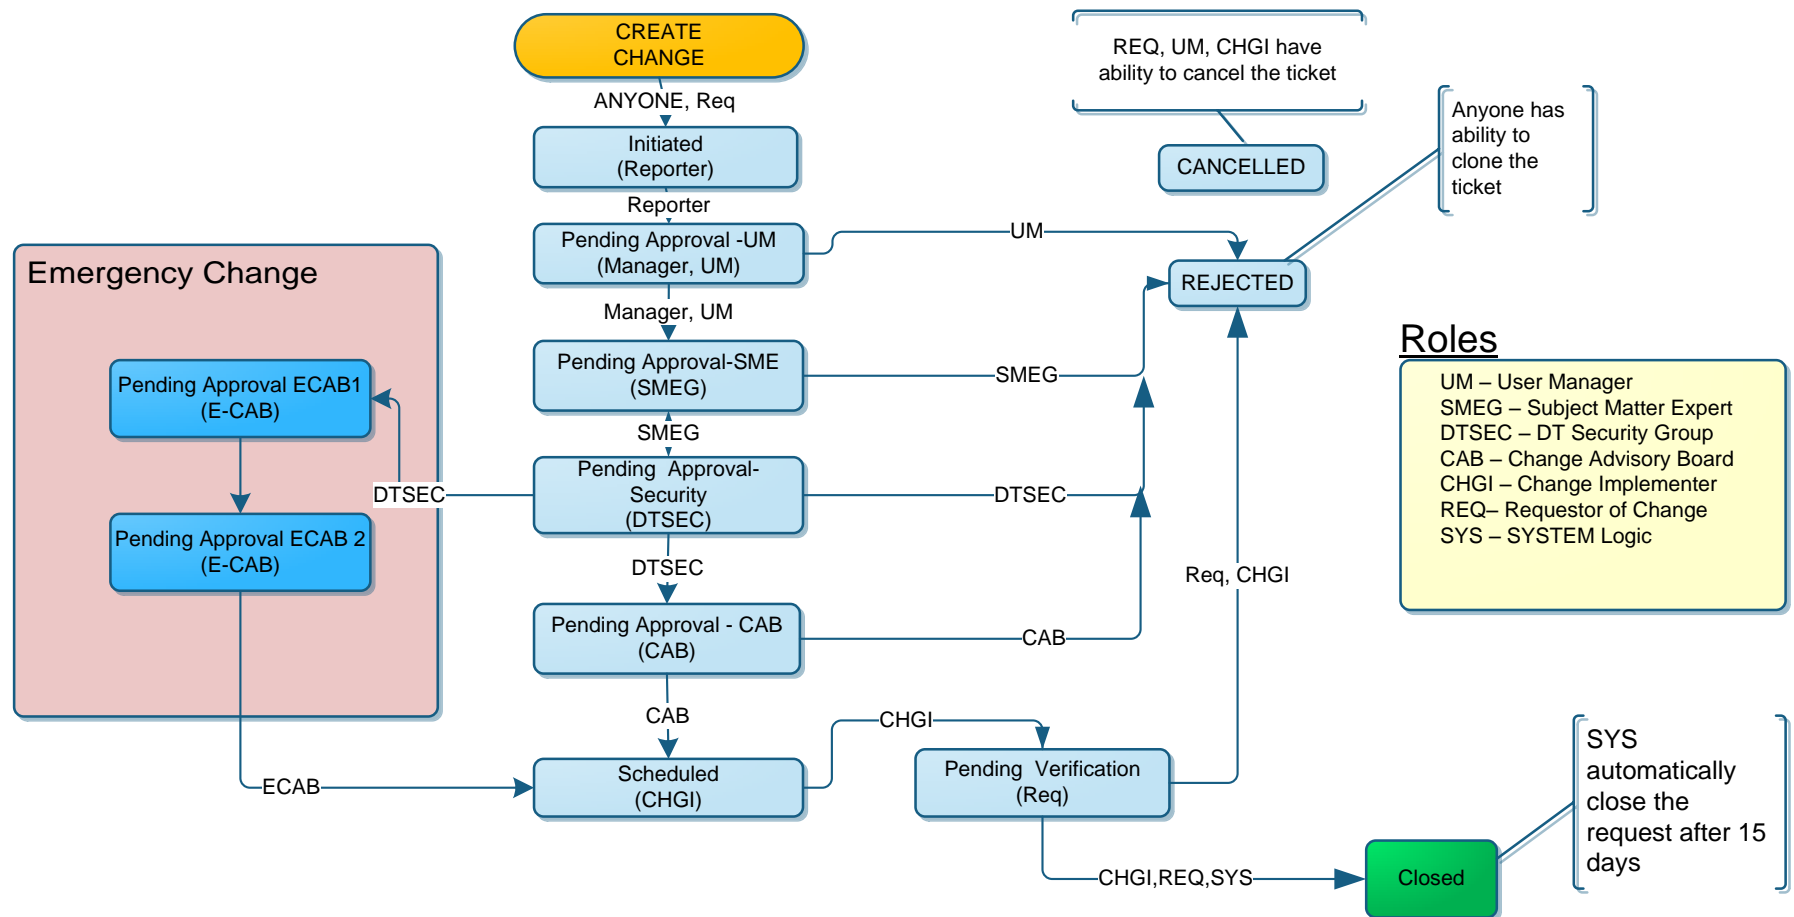 CREATE
CHANGE
REQ, UM, CHGI have
ability to cancel the ticket
ANYONE, Req
Anyone has
ability to
clone the
ticket
Initiated
(Reporter)
CANCELLED
Reporter
Pending Approval -UM
(Manager, UM)
UM
Emergency Change
REJECTED
Manager, UM
Roles
Pending Approval-SME
(SMEG)
SMEG
Pending Approval ECAB1
(E-CAB)
UM – User Manager
SMEG – Subject Matter Expert
DTSEC – DT Security Group
CAB – Change Advisory Board
CHGI – Change Implementer
REQ– Requestor of Change
SYS – SYSTEM Logic
SMEG
Pending  Approval-
Security
(DTSEC)
DTSEC
DTSEC
Pending Approval ECAB 2
(E-CAB)
DTSEC
Req, CHGI
Pending Approval - CAB
(CAB)
CAB
CAB
CHGI
Scheduled
(CHGI)
ECAB
Pending  Verification
(Req)
SYS
automatically
close the
request after 15
days
CHGI,REQ,SYS
Closed